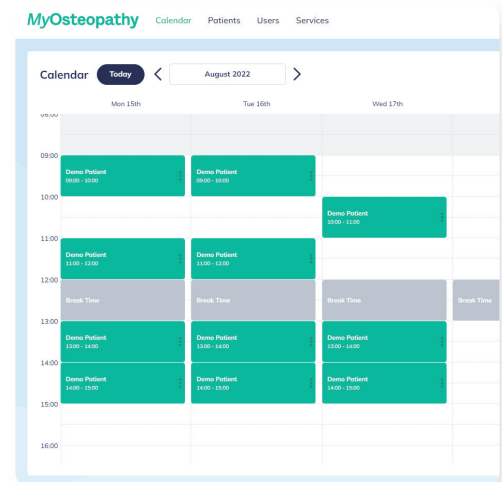 MyOsteopathy Calendar Patients Users Services
Calendar Today August 2022
Mon 15th Tue 16th Wed 17th
08:00
09:00
Demo Patient Demo Patient
09:00 - 10:00 09:00 - 10:00
10:00
Demo Patient
10:00 - 11:00
11:00
Demo Patient Demo Patient
11:00 - 12:00 11:00 - 12:00
12:00
Break Time Break Time Break Time Break Time
13:00
Demo Patient Demo Patient Demo Patient
13:00 - 14:00 13:00 - 14:00 13:00 - 14:00
14:00
Demo Patient Demo Patient Demo Patient
14:00 - 15:00 14:00 - 15:00 14:00 - 15:00
15:00
16:00